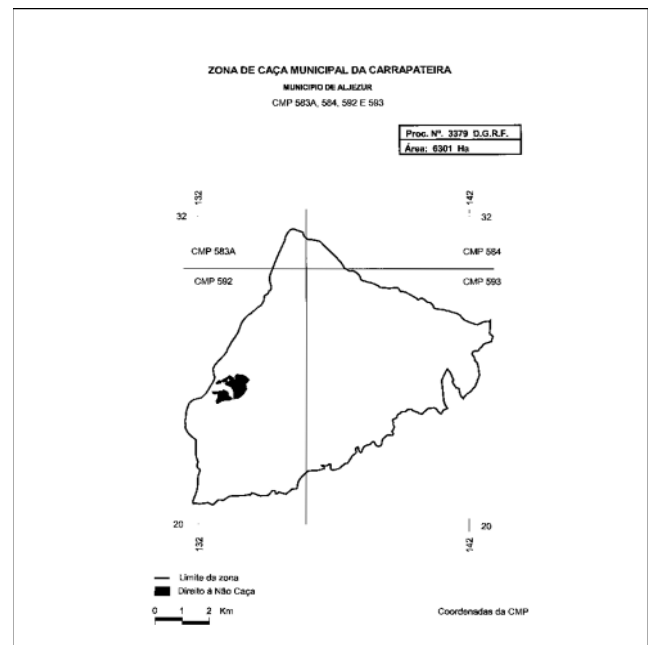 ZONA DE CAÇA MUNICIPAL DA CARRAPATEIRA
MUNICIPIO DE ALJEZUR
CMP 583A, 584, 592 E 593
Proc. Nº. 3379 D.G.R.F.
Área: 6301 Ha
132
142
32
32
CMP 583A
CMP 584
CMP 592
CMP 593
20
20
132
142
Limite da zona
Direito à Não Caça
0 1 2 Km
Coordenadas da CMP